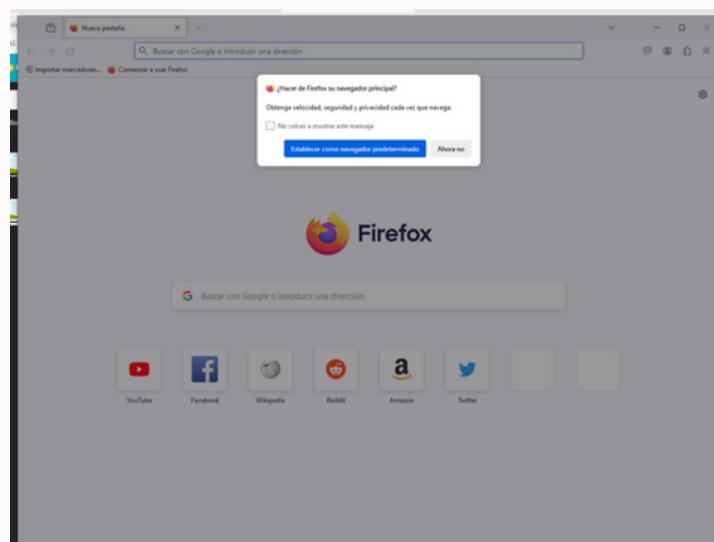 Nueva pestaña
Buscar con Google o introducir una dirección
Importar marcadores... Comenzar a usar Firefox
¿Hacer de Firefox su navegador principal?
Obtenga velocidad, seguridad y privacidad cada vez que navega.
No volver a mostrar este mensaje
Establecer como navegador predeterminado Ahora no
Firefox
Buscar con Google o introducir una dirección
YouTube Facebook Wikipedia Reddit Amazon Twitter